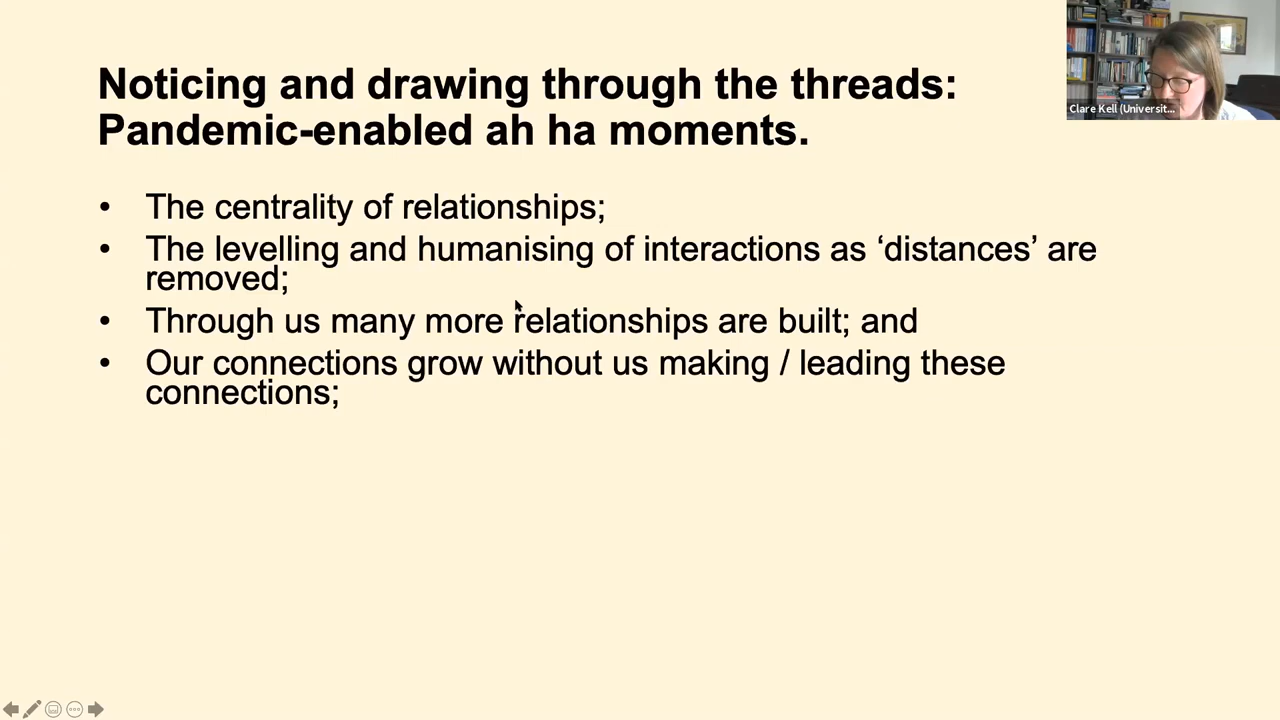 Noticing and drawing through the threads:
Pandemic-enabled ah ha moments.
Clare Kell (Universit...
• The centrality of relationships;
• The levelling and humanising of interactions as ‘distances’ are
removed;
• Through us many more relationships are built; and
• Our connections grow without us making / leading these
connections;